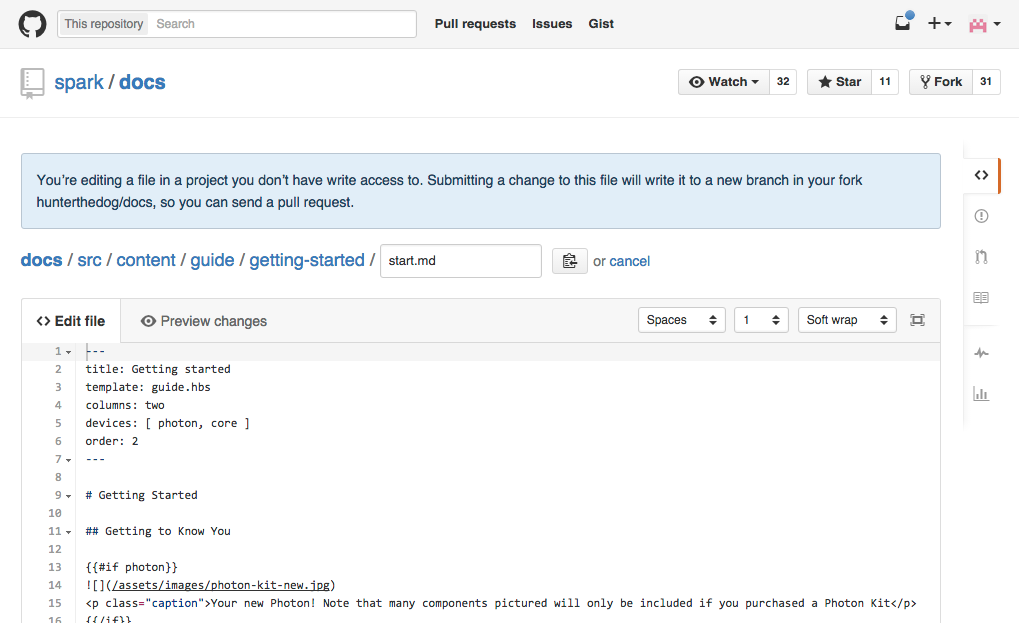 This repository Search Pull requests Issues Gist
spark / docs Watch 32 Star 11 Fork 31
You’re editing a file in a project you don’t have write access to. Submitting a change to this file will write it to a new branch in your fork
hunterthedog/docs, so you can send a pull request.
docs / src / content / guide / getting-started / start.md or cancel
<> Edit file Preview changes Spaces 1 Soft wrap
1 ---
2 title: Getting started
3 template: guide.hbs
4 columns: two
5 devices: [ photon, core ]
6 order: 2
7 ---
8
9 # Getting Started
10
11 ## Getting to Know You
12
13 {{#if photon}}
14 ![](/assets/images/photon-kit-new.jpg)
15 <p class="caption">Your new Photon! Note that many components pictured will only be included if you purchased a Photon Kit</p>
16 {{/if}}